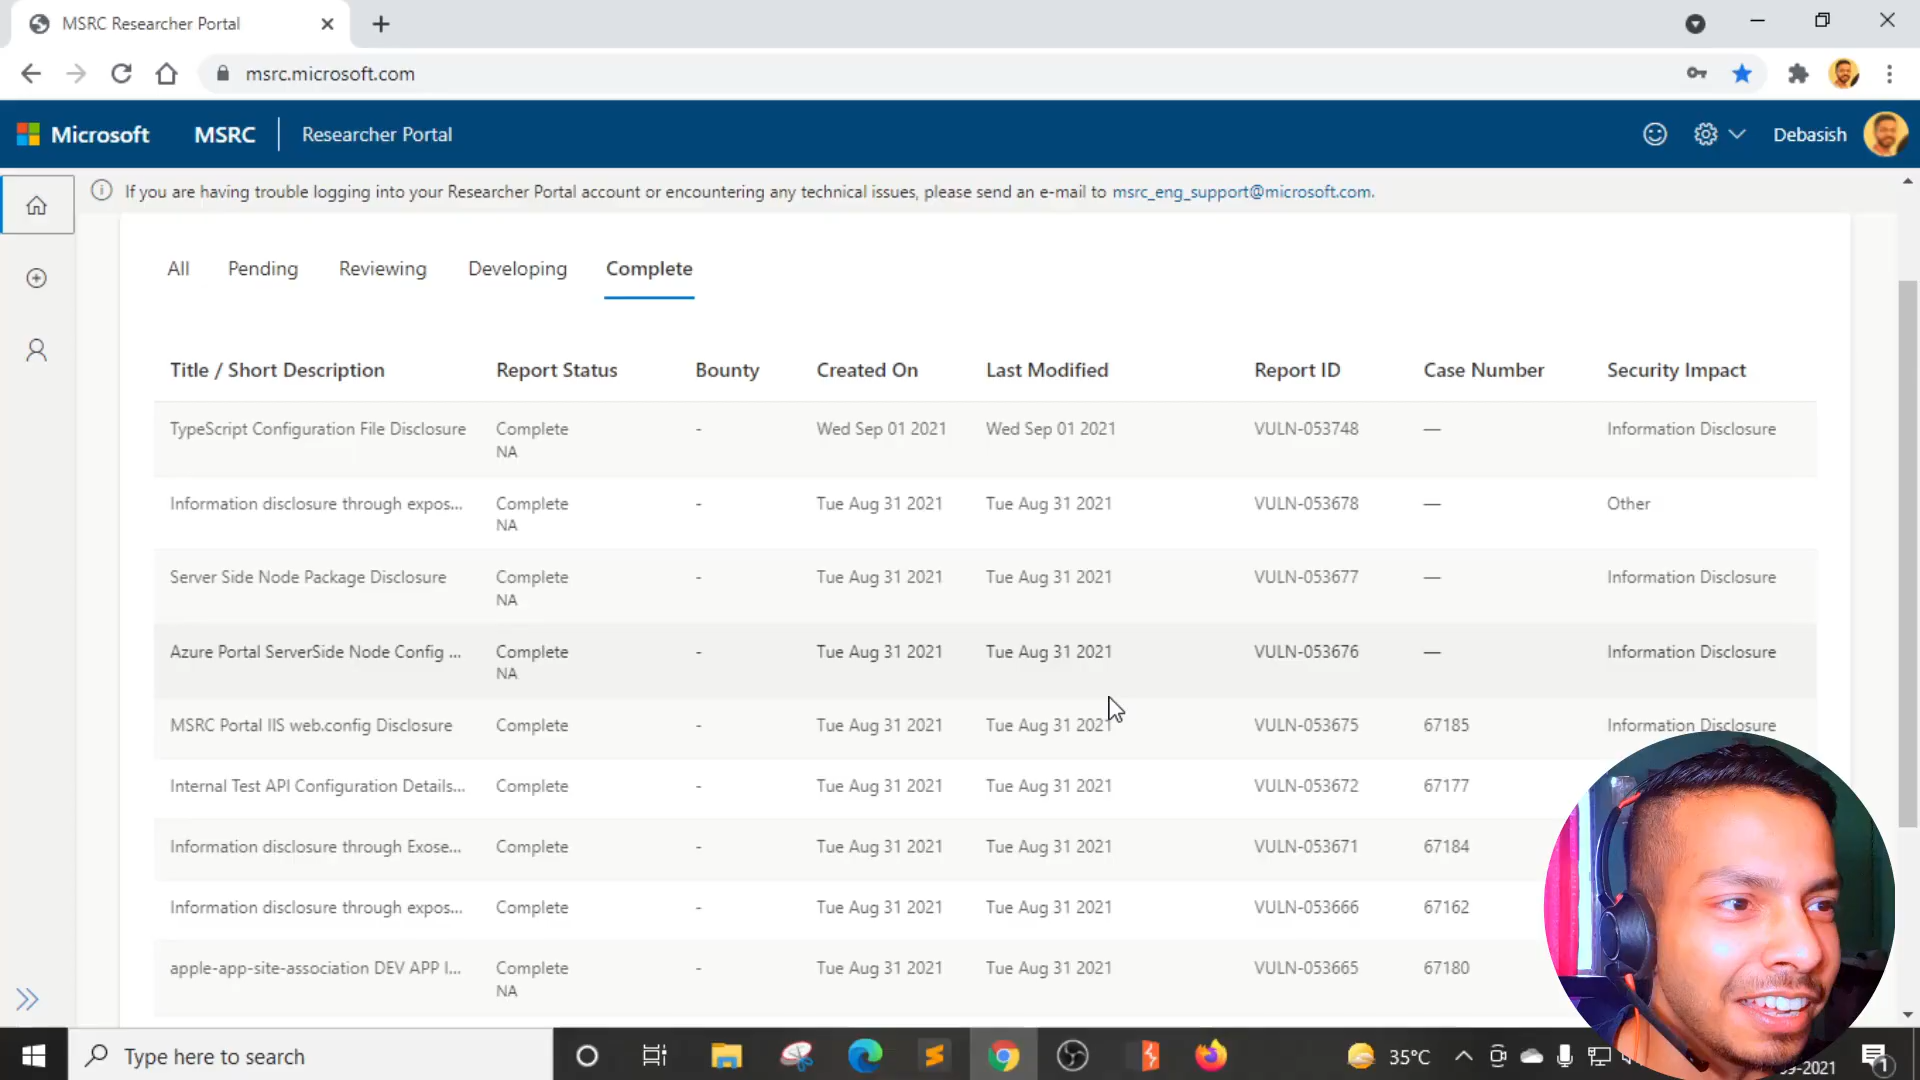 MSRC Researcher Portal
msrc.microsoft.com
Microsoft MSRC Researcher Portal Debasish
If you are having trouble logging into your Researcher Portal account or encountering any technical issues, please send an e-mail to msrc_eng_support@microsoft.com.
All Pending Reviewing Developing Complete
Title / Short Description Report Status Bounty Created On Last Modified Report ID Case Number Security Impact
TypeScript Configuration File Disclosure Complete - Wed Sep 01 2021 Wed Sep 01 2021 VULN-053748 — Information Disclosure
NA
Information disclosure through expos... Complete - Tue Aug 31 2021 Tue Aug 31 2021 VULN-053678 — Other
NA
Server Side Node Package Disclosure Complete - Tue Aug 31 2021 Tue Aug 31 2021 VULN-053677 — Information Disclosure
NA
Azure Portal ServerSide Node Config ... Complete - Tue Aug 31 2021 Tue Aug 31 2021 VULN-053676 — Information Disclosure
NA
MSRC Portal IIS web.config Disclosure Complete - Tue Aug 31 2021 Tue Aug 31 2021 VULN-053675 67185 Information Disclosure
Internal Test API Configuration Details... Complete - Tue Aug 31 2021 Tue Aug 31 2021 VULN-053672 67177
Information disclosure through Exose... Complete - Tue Aug 31 2021 Tue Aug 31 2021 VULN-053671 67184
Information disclosure through expos... Complete - Tue Aug 31 2021 Tue Aug 31 2021 VULN-053666 67162
apple-app-site-association DEV APP I... Complete - Tue Aug 31 2021 Tue Aug 31 2021 VULN-053665 67180
NA
Type here to search 35°C
-2021 1